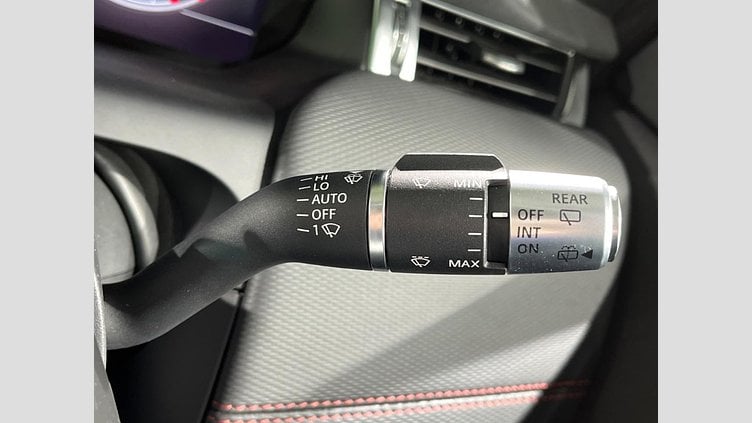 HI
LO
AUTO
OFF
1
MIN
MAX
REAR
OFF
INT
ON